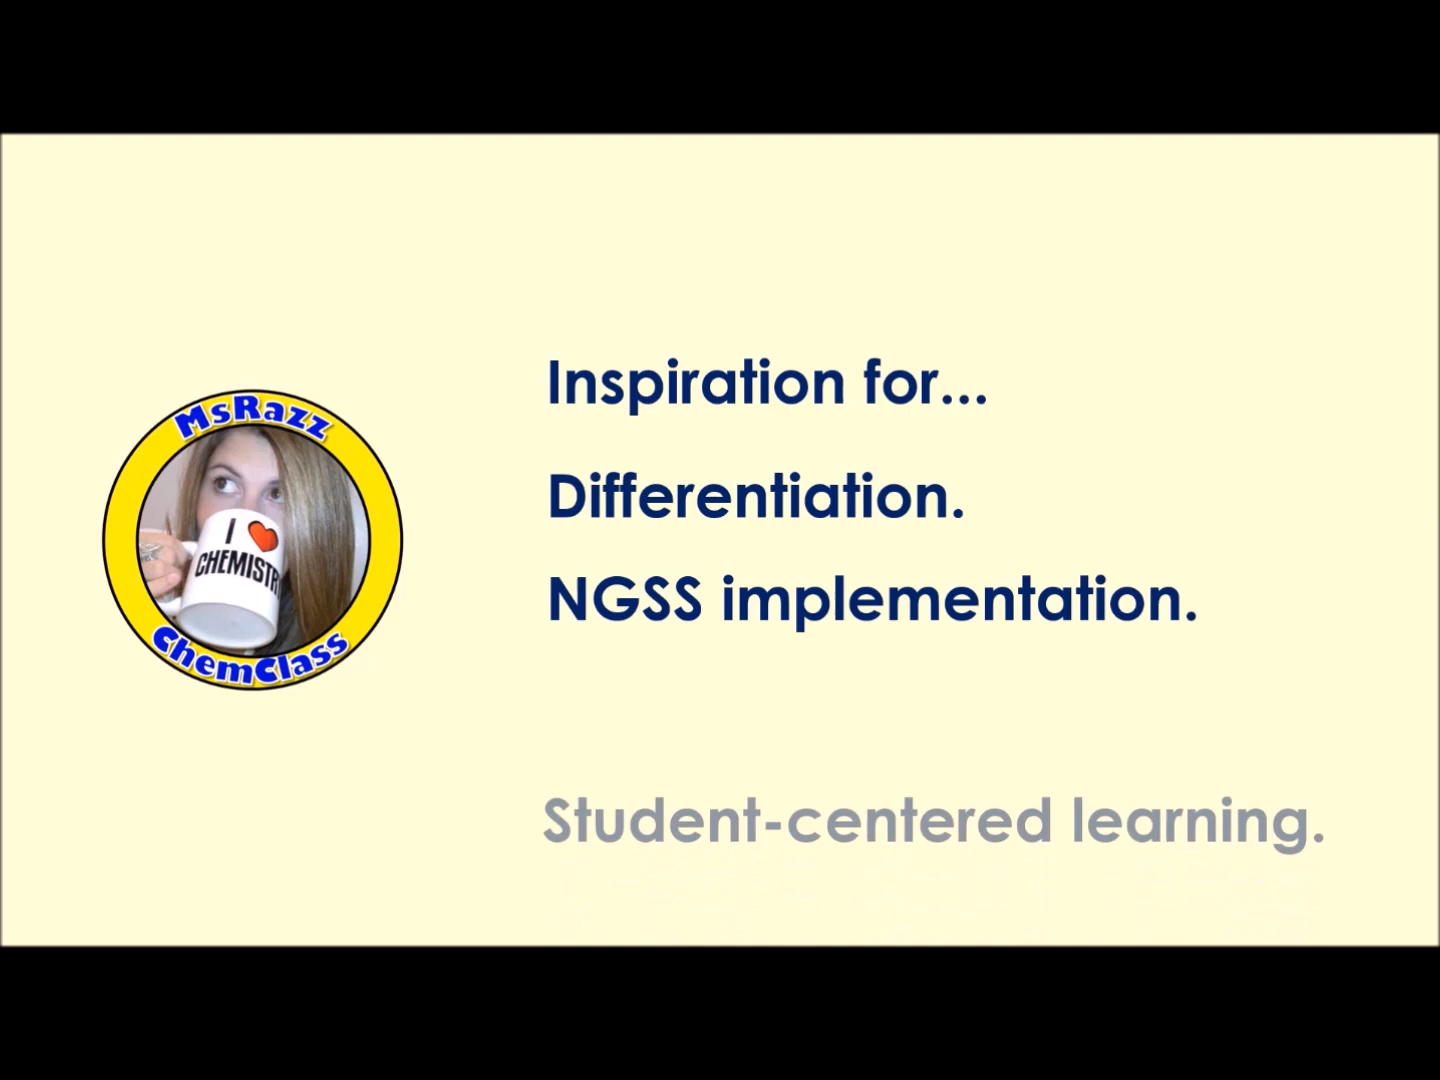 MsRazz
I
CHEMISTR
ChemClass
Inspiration for...
Differentiation.
NGSS implementation.
Student-centered learning.